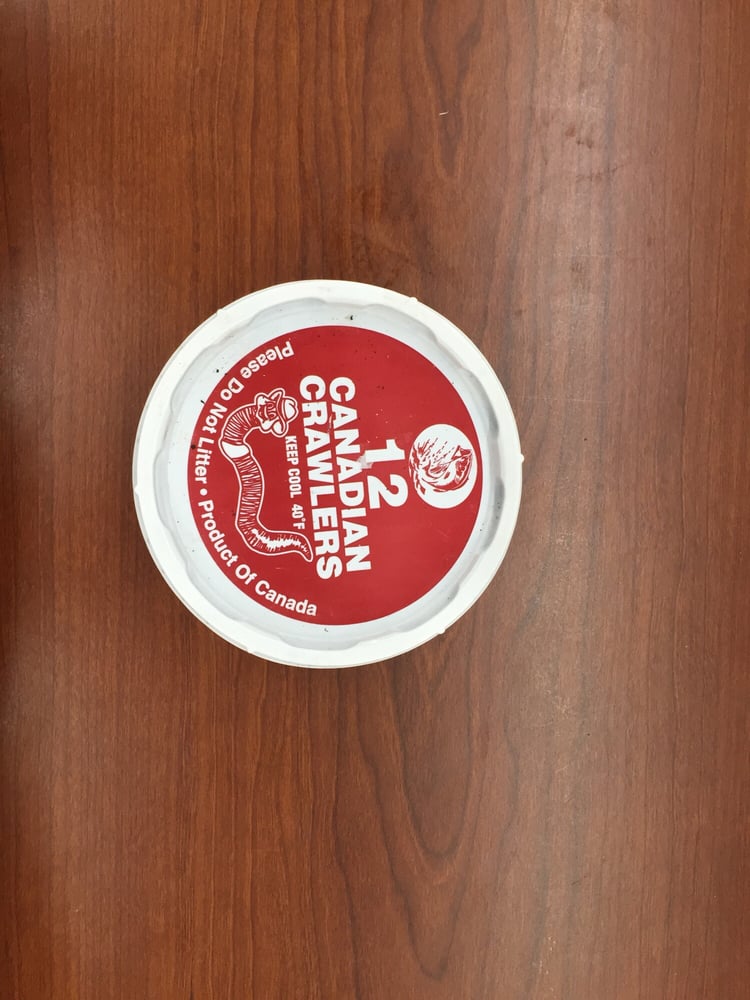 12
CANADIAN
CRAWLERS
KEEP COOL 40°F
Please Do Not Litter • Product Of Canada